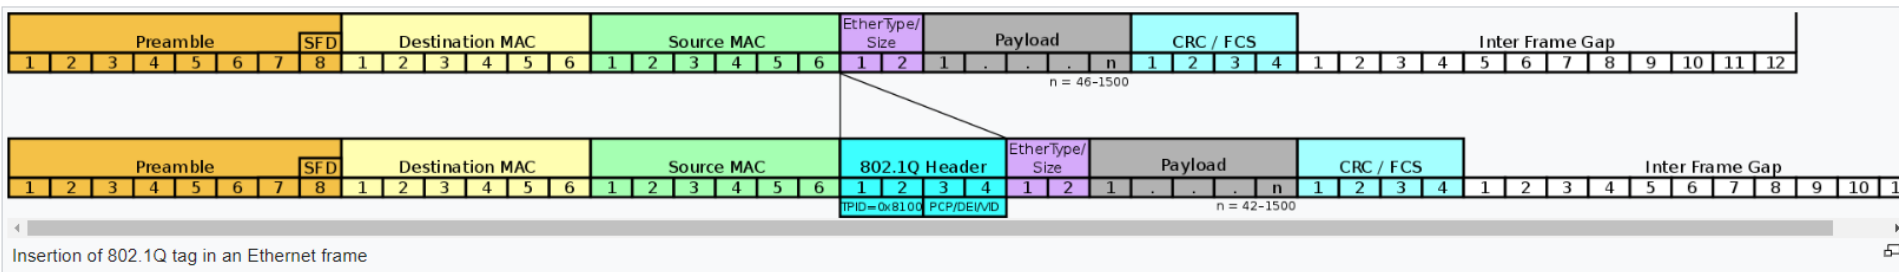 EtherType/
Preamble SFD Destination MAC Source MAC Size Payload CRC / FCS Inter Frame Gap
1 2 3 4 5 6 7 8 1 2 3 4 5 6 1 2 3 4 5 6 1 2 1 . . . n 1 2 3 4 1 2 3 4 5 6 7 8 9 10 11 12
n = 46–1500
EtherType/
Preamble SFD Destination MAC Source MAC 802.1Q Header Size Payload CRC / FCS Inter Frame Gap
1 2 3 4 5 6 7 8 1 2 3 4 5 6 1 2 3 4 5 6 1 2 3 4 1 2 1 . . . n 1 2 3 4 1 2 3 4 5 6 7 8 9 10 1
TPID=0x8100 PCP/DEI/VID n = 42–1500
Insertion of 802.1Q tag in an Ethernet frame